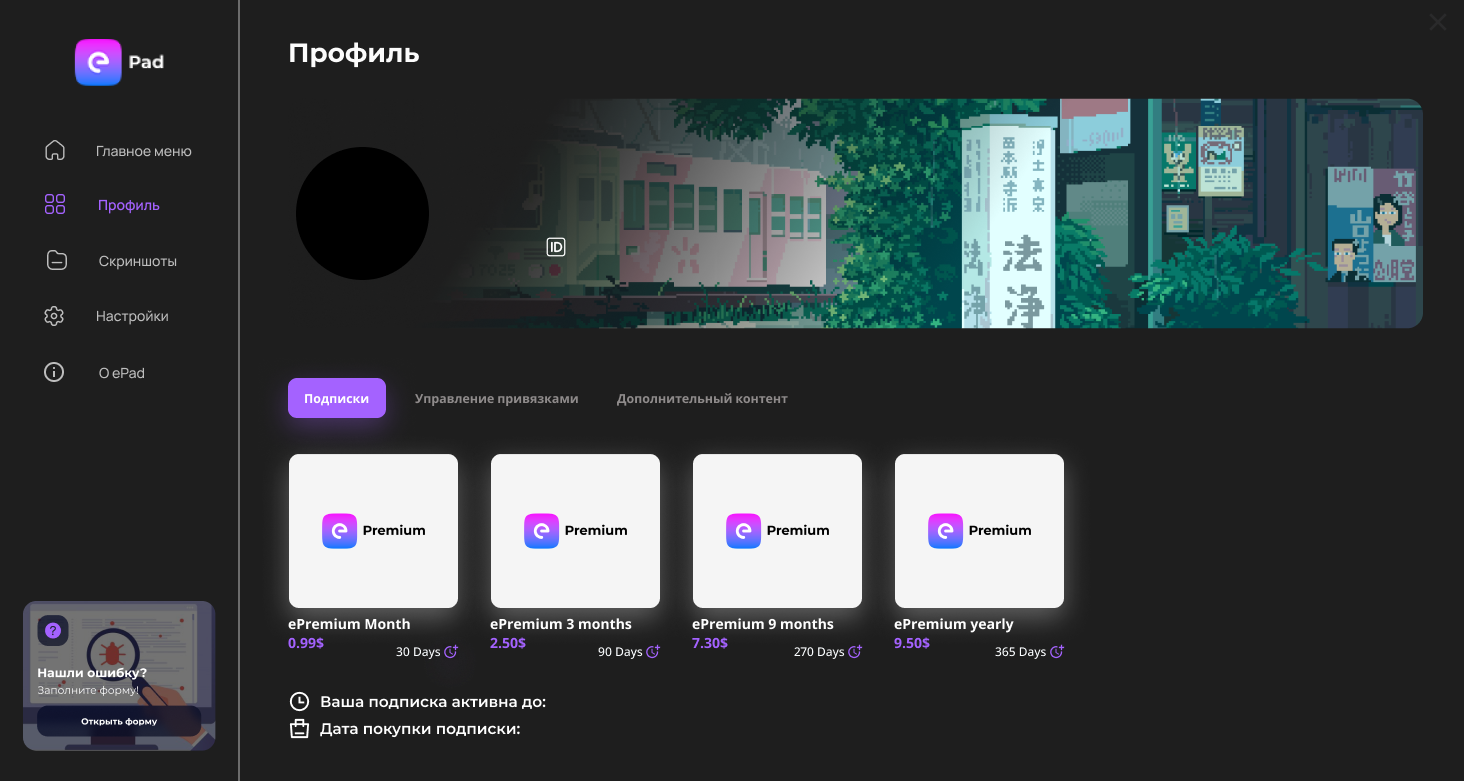 Pad
Главное меню
Профиль
Скриншоты
Настройки
О ePad
Нашли ошибку?
Заполните форму!
Открыть форму
Профиль
ID
法
浄
Подписки
Управление привязками
Дополнительный контент
Premium
Premium
Premium
Premium
ePremium Month
0.99$
30 Days
ePremium 3 months
2.50$
90 Days
ePremium 9 months
7.30$
270 Days
ePremium yearly
9.50$
365 Days
Ваша подписка активна до:
Дата покупки подписки: